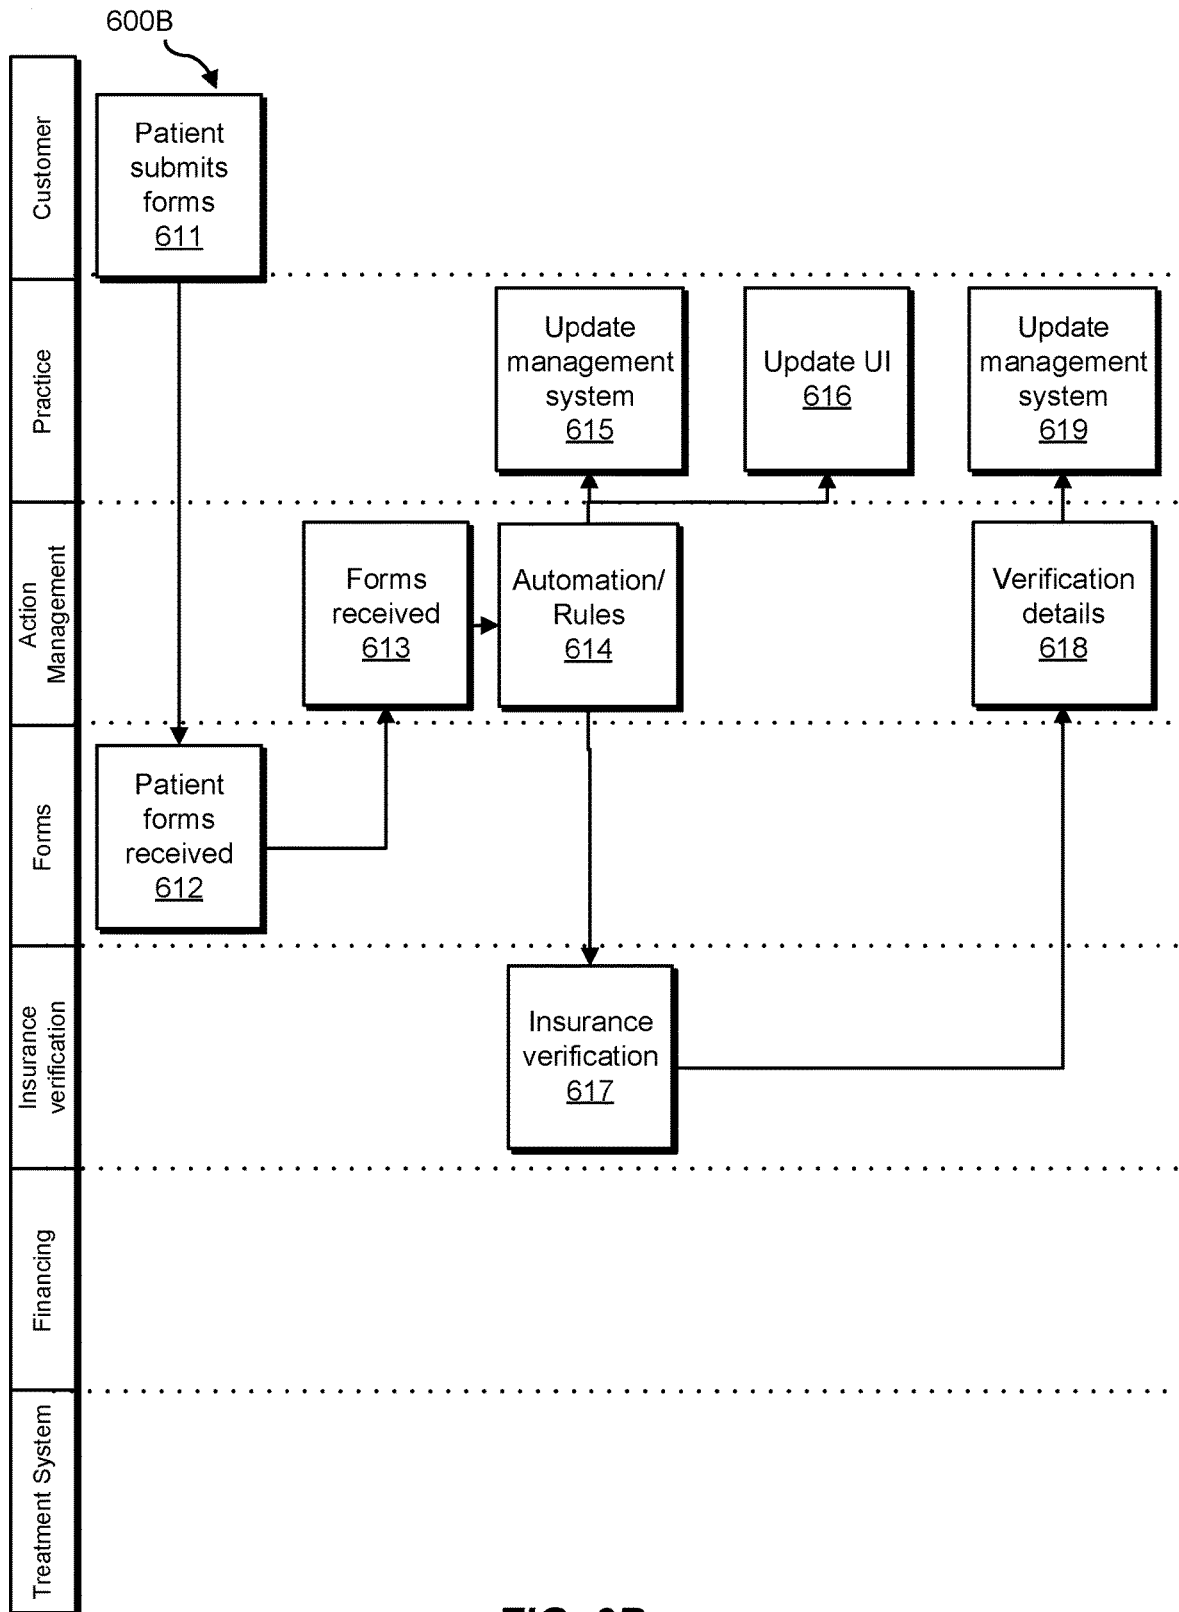 600B
Customer
Patient
submits
forms
611
Practice
Update
management
system
615
Update UI
616
Update
management
system
619
Action
Management
Forms
received
613
Automation/
Rules
614
Verification
details
618
Forms
Patient
forms
received
612
Insurance
verification
Insurance
verification
617
Financing
Treatment System